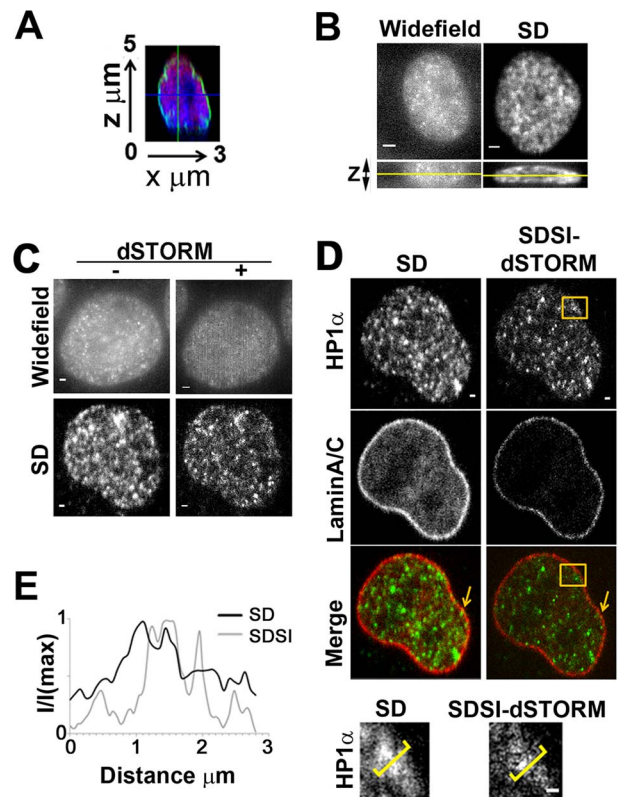 A
5
z μm
0
3
x μm
B
Widefield
SD
z
C
dSTORM
-
+
Widefield
SD
D
SD
SDSI-
dSTORM
HP1α
LaminA/C
Merge
SD
SDSI-dSTORM
HP1α
E
1
SD
SDSI
I/I(max)
0
0
1
2
3
Distance μm